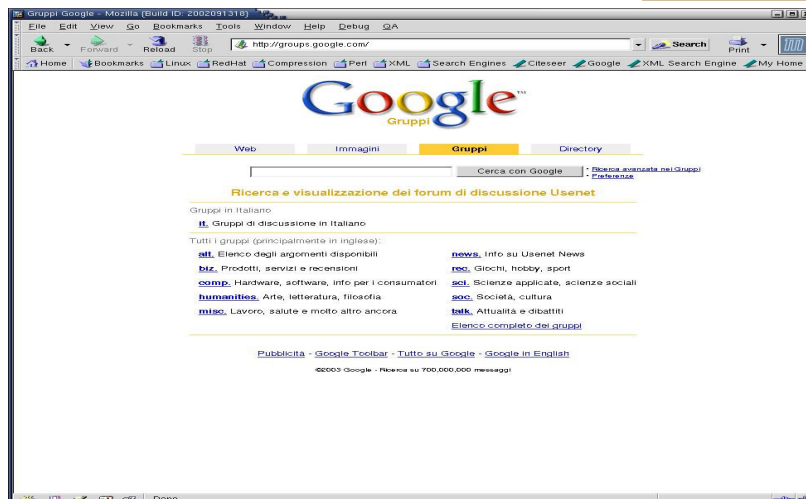 Gruppi Google - Mozilla {Build ID: 2002091318}
File Edit View Go Bookmarks Tools Window Help Debug QA
Back Forward Reload Stop http://groups.google.com/ Search Print
Home Bookmarks Linux RedHat Compression Perl XML Search Engines Citeseer Google XML Search Engine My Home
Google™
Gruppi
Web Immagini Gruppi Directory
Cerca con Google • Ricerca avanzata nei Gruppi
• Preferenze
Ricerca e visualizzazione dei forum di discussione Usenet
Gruppi in Italiano
it. Gruppi di discussione in Italiano
Tutti i gruppi (principalmente in inglese):
alt. Elenco degli argomenti disponibili news. Info su Usenet News
biz. Prodotti, servizi e recensioni rec. Giochi, hobby, sport
comp. Hardware, software, info per i consumatori sci. Scienze applicate, scienze sociali
humanities. Arte, letteratura, filosofia soc. Società, cultura
misc. Lavoro, salute e molto altro ancora talk. Attualità e dibattiti
Elenco completo dei gruppi
Pubblicità - Google Toolbar - Tutto su Google - Google in English
©2003 Google - Ricerca su 700,000,000 messaggi
Done